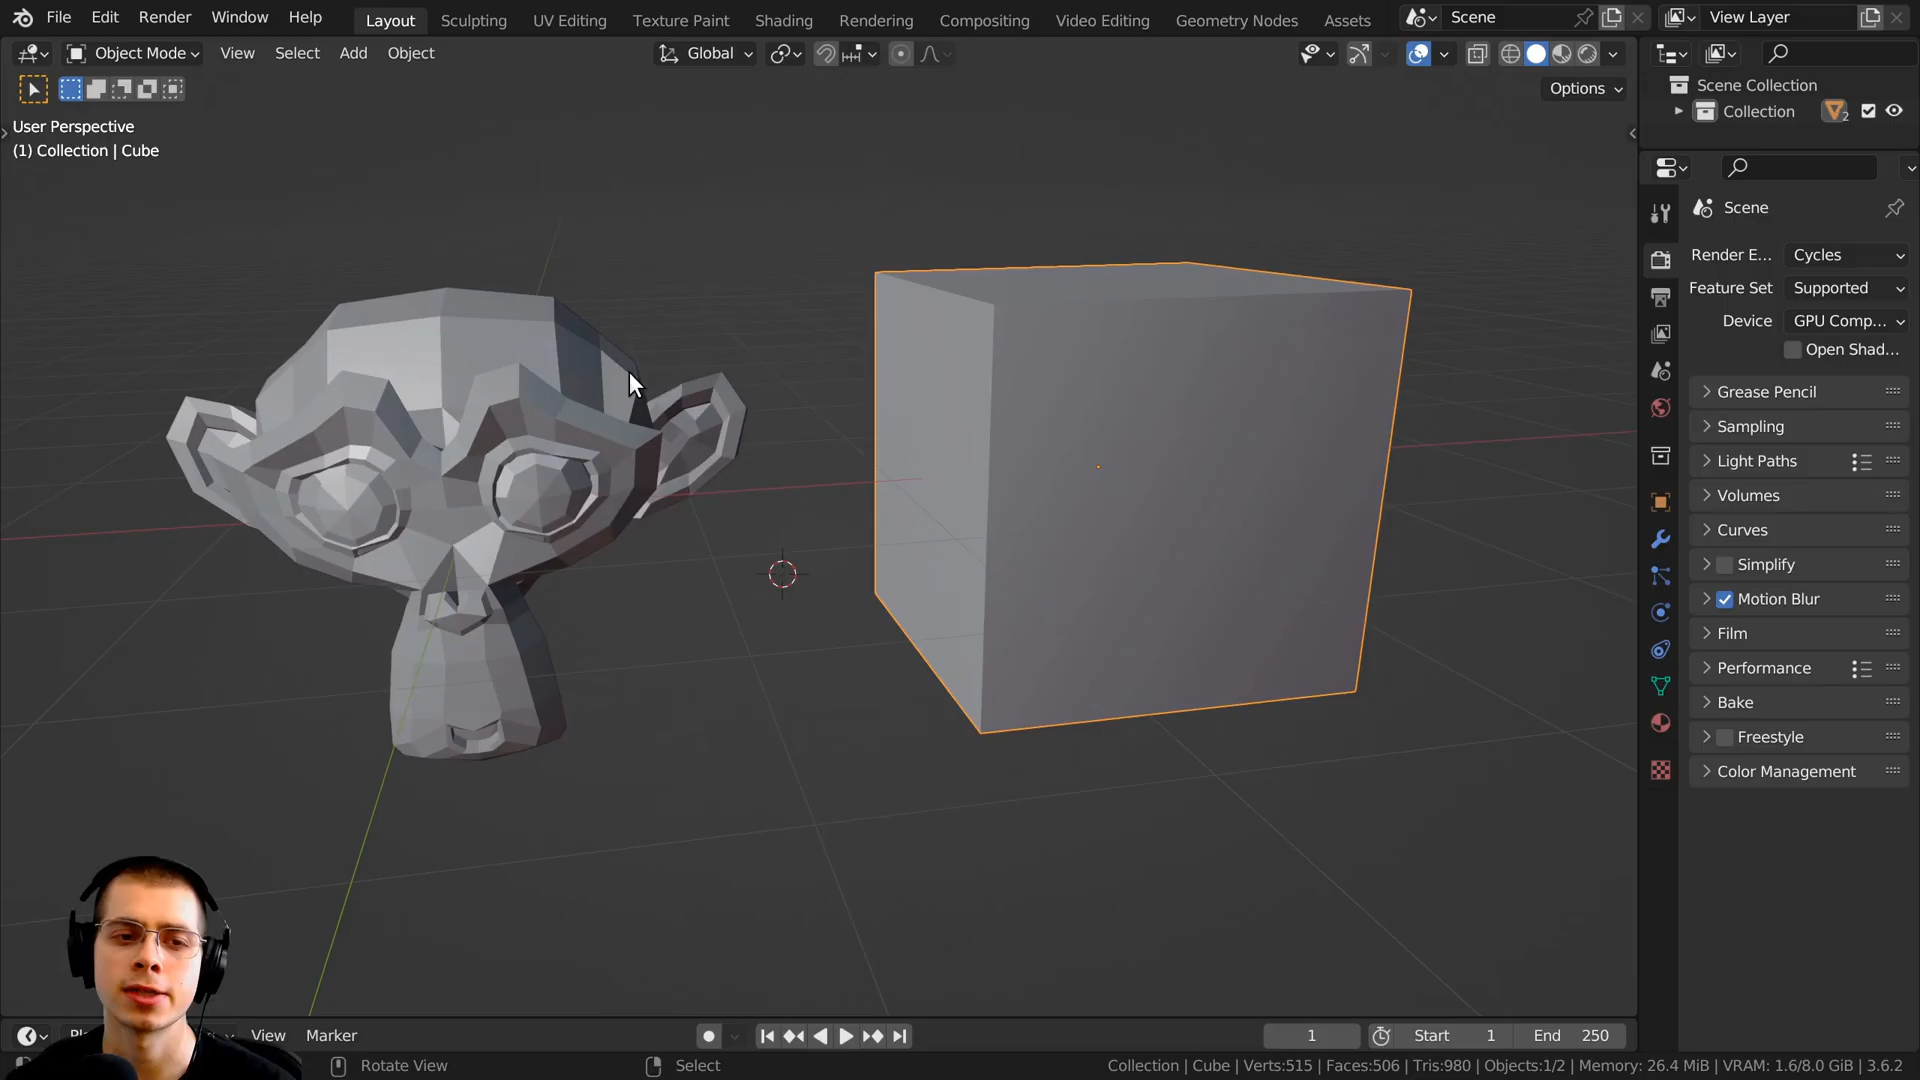 File Edit Render Window Help Layout Sculpting UV Editing Texture Paint Shading Rendering Compositing Video Editing Geometry Nodes Assets Scene View Layer
Object Mode View Select Add Object Global
Options
User Perspective
(1) Collection | Cube
Scene Collection
Collection 2
Scene
Render E... Cycles
Feature Set Supported
Device GPU Comp...
Open Shad...
Grease Pencil
Sampling
Light Paths
Volumes
Curves
Simplify
Motion Blur
Film
Performance
Bake
Freestyle
Color Management
View Marker 1 Start 1 End 250
Rotate View Select Collection | Cube | Verts:515 | Faces:506 | Tris:980 | Objects:1/2 | Memory: 26.4 MiB | VRAM: 1.6/8.0 GiB | 3.6.2